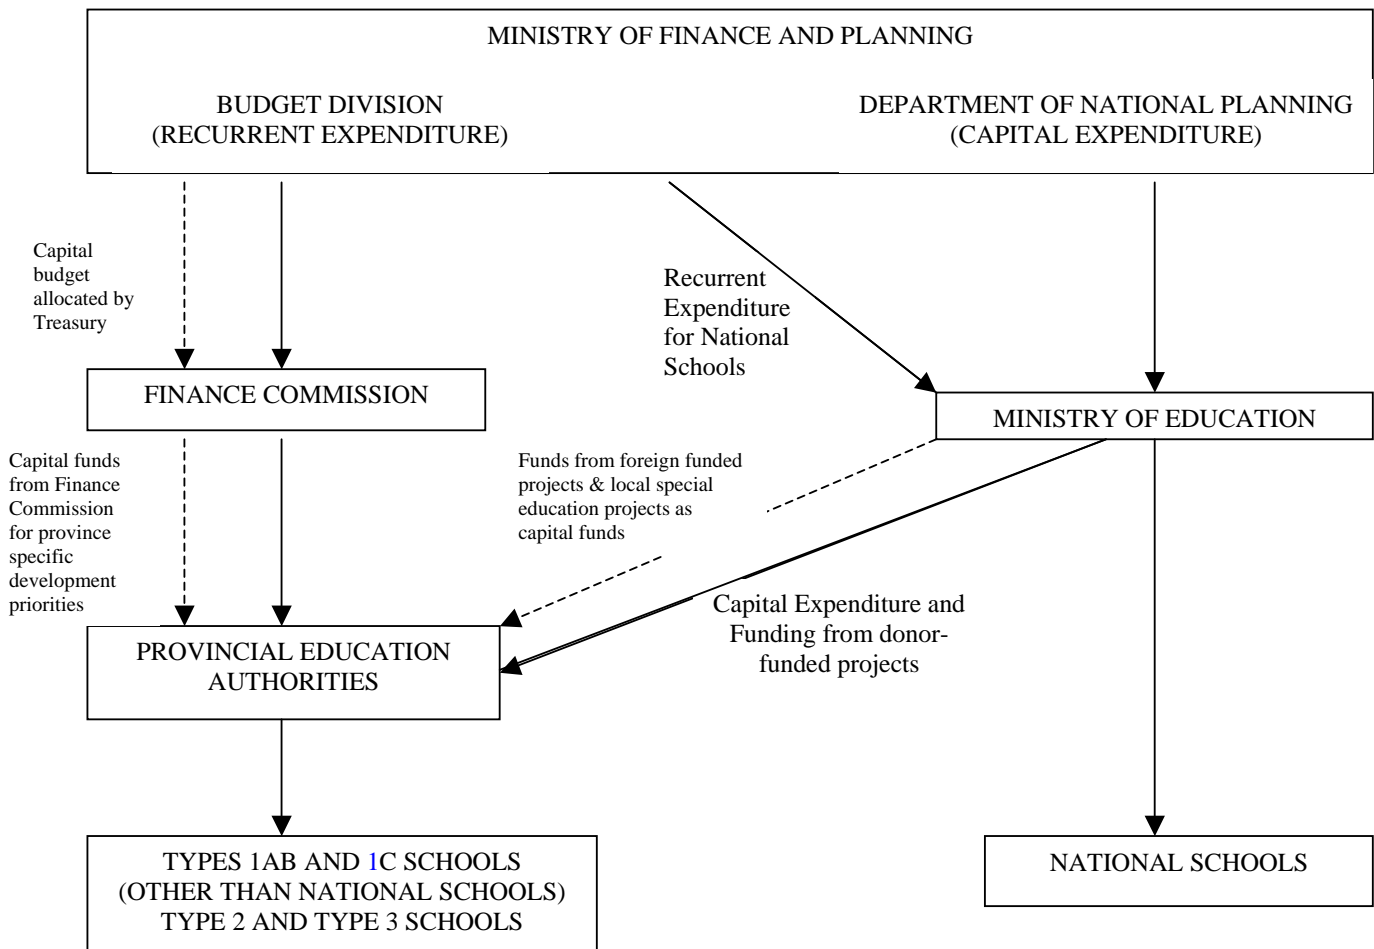 MINISTRY OF FINANCE AND PLANNING
BUDGET DIVISION
(RECURRENT EXPENDITURE)
DEPARTMENT OF NATIONAL PLANNING
(CAPITAL EXPENDITURE)
Capital
budget
allocated by
Treasury
Recurrent
Expenditure
for National
Schools
FINANCE COMMISSION
MINISTRY OF EDUCATION
Capital funds
from Finance
Commission
for province
specific
development
priorities
Funds from foreign funded
projects & local special
education projects as
capital funds
Capital Expenditure and
Funding from donor-
funded projects
PROVINCIAL EDUCATION
AUTHORITIES
TYPES 1AB AND 1C SCHOOLS
(OTHER THAN NATIONAL SCHOOLS)
TYPE 2 AND TYPE 3 SCHOOLS
NATIONAL SCHOOLS